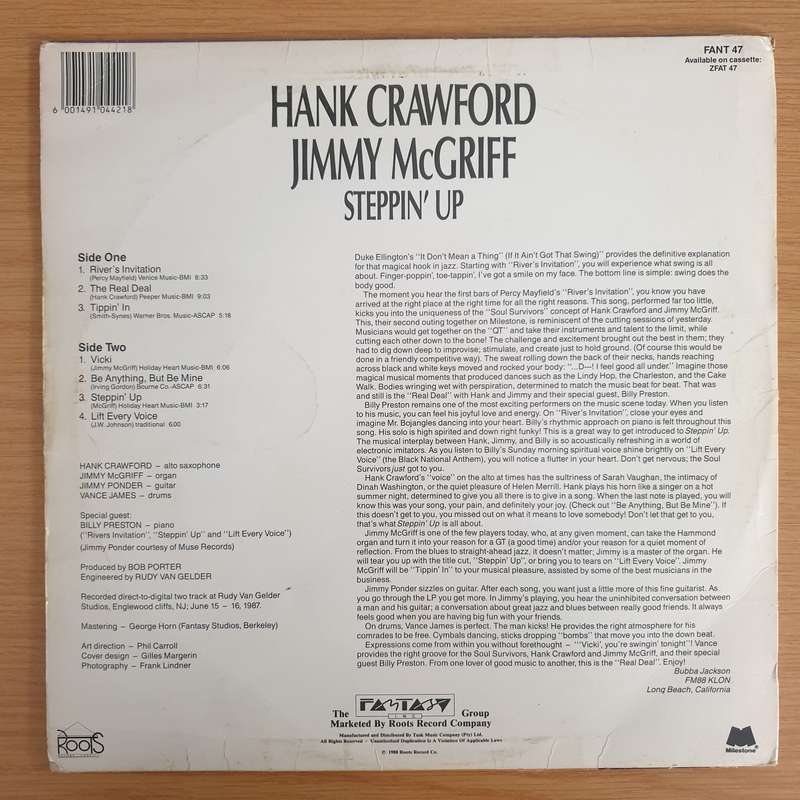 6 001491 044218
FANT 47
Available on cassette:
ZFAT 47
HANK CRAWFORD
JIMMY McGRIFF
STEPPIN' UP
Side One
1. River's Invitation
(Percy Mayfield) Venice Music-BMI 8:33
2. The Real Deal
(Hank Crawford) Peeper Music-BMI 9:03
3. Tippin' In
(Smith-Synes) Warner Bros. Music-ASCAP 5:18
Side Two
1. Vicki
(Jimmy McGriff) Holiday Heart Music-BMI 6:06
2. Be Anything, But Be Mine
(Irving Gordon) Bourne Co.-ASCAP 6:31
3. Steppin' Up
(McGriff) Holiday Heart Music-BMI 3:17
4. Lift Every Voice
(J.W. Johnson) traditional 6:00
HANK CRAWFORD – alto saxophone
JIMMY McGRIFF – organ
JIMMY PONDER – guitar
VANCE JAMES – drums
Special guest:
BILLY PRESTON – piano
("Rivers Invitation", "Steppin' Up" and "Lift Every Voice")
(Jimmy Ponder courtesy of Muse Records)
Produced by BOB PORTER
Engineered by RUDY VAN GELDER
Recorded direct-to-digital two track at Rudy Van Gelder
Studios, Englewood cliffs, NJ; June 15 – 16, 1987.
Mastering – George Horn (Fantasy Studios, Berkeley)
Art direction – Phil Carroll
Cover design – Gilles Margerin
Photography – Frank Lindner
Duke Ellington's "It Don't Mean a Thing" (If It Ain't Got That Swing)" provides the definitive explanation
for that magical hook in jazz. Starting with "River's Invitation", you will experience what swing is all
about. Finger-poppin', toe-tappin', I've got a smile on my face. The bottom line is simple: swing does the
body good.
The moment you hear the first bars of Percy Mayfield's "River's Invitation", you know you have
arrived at the right place at the right time for all the right reasons. This song, performed far too little,
kicks you into the uniqueness of the "Soul Survivors" concept of Hank Crawford and Jimmy McGriff.
This, their second outing together on Milestone, is reminiscent of the cutting sessions of yesterday.
Musicians would get together on the "QT" and take their instruments and talent to the limit, while
cutting each other down to the bone! The challenge and excitement brought out the best in them; they
had to dig down deep to improvise; stimulate, and create just to hold ground. (Of course this would be
done in a friendly competitive way). The sweat rolling down the back of their necks, hands reaching
across black and white keys moved and rocked your body: "...D—! I feel good all under." Imagine those
magical musical moments that produced dances such as the Lindy Hop, the Charleston, and the Cake
Walk. Bodies wringing wet with perspiration, determined to match the music beat for beat. That was
and still is the "Real Deal" with Hank and Jimmy and their special guest, Billy Preston.
Billy Preston remains one of the most exciting performers on the music scene today. When you listen
to his music, you can feel his joyful love and energy. On "River's Invitation", close your eyes and
imagine Mr. Bojangles dancing into your heart. Billy's rhythmic approach on piano is felt throughout this
song. His solo is high spirited and down right funky! This is a great way to get introduced to Steppin' Up.
The musical interplay between Hank, Jimmy, and Billy is so acoustically refreshing in a world of
electronic imitators. As you listen to Billy's Sunday morning spiritual voice shine brightly on "Lift Every
Voice" (the Black National Anthem), you will notice a flutter in your heart. Don't get nervous; the Soul
Survivors just got to you.
Hank Crawford's "voice" on the alto at times has the sultriness of Sarah Vaughan, the intimacy of
Dinah Washington, or the quiet pleasure of Helen Merrill. Hank plays his horn like a singer on a hot
summer night, determined to give you all there is to give in a song. When the last note is played, you will
know this was your song, your pain, and definitely your joy. (Check out "Be Anything, But Be Mine"). If
this doesn't get to you, you missed out on what it means to love somebody! Don't let that get to you,
that's what Steppin' Up is all about.
Jimmy McGriff is one of the few players today who, at any given moment, can take the Hammond
organ and turn it into your reason for a GT (a good time) and/or your reason for a quiet moment of
reflection. From the blues to straight-ahead jazz, it doesn't matter; Jimmy is a master of the organ. He
will tear you up with the title cut, "Steppin' Up", or bring you to tears on "Lift Every Voice". Jimmy
McGriff will be "Tippin' In" to your musical pleasure, assisted by some of the best musicians in the
business.
Jimmy Ponder sizzles on guitar. After each song, you want just a little more of this fine guitarist. As
you go through the LP you get more. In Jimmy's playing, you hear the uninhibited conversation between
a man and his guitar; a conversation about great jazz and blues between really good friends. It always
feels good when you are having big fun with your friends.
On drums, Vance James is perfect. The man kicks! He provides the right atmosphere for his
comrades to be free. Cymbals dancing, sticks dropping "bombs" that move you into the down beat.
Expressions come from within you without forethought – "'Vicki', you're swingin' tonight"! Vance
provides the right groove for the Soul Survivors, Hank Crawford and Jimmy McGriff, and their special
guest Billy Preston. From one lover of good music to another, this is the "Real Deal". Enjoy!
Bubba Jackson
FM88 KLON
Long Beach, California
The FANTASY INC Group
Marketed By Roots Record Company
Manufactured and Distributed By Tusk Music Company (Pty) Ltd.
All Rights Reserved – Unauthorised Duplication Is A Violation Of Applicable Laws
© 1988 Roots Record Co.
ROOTS
Milestone